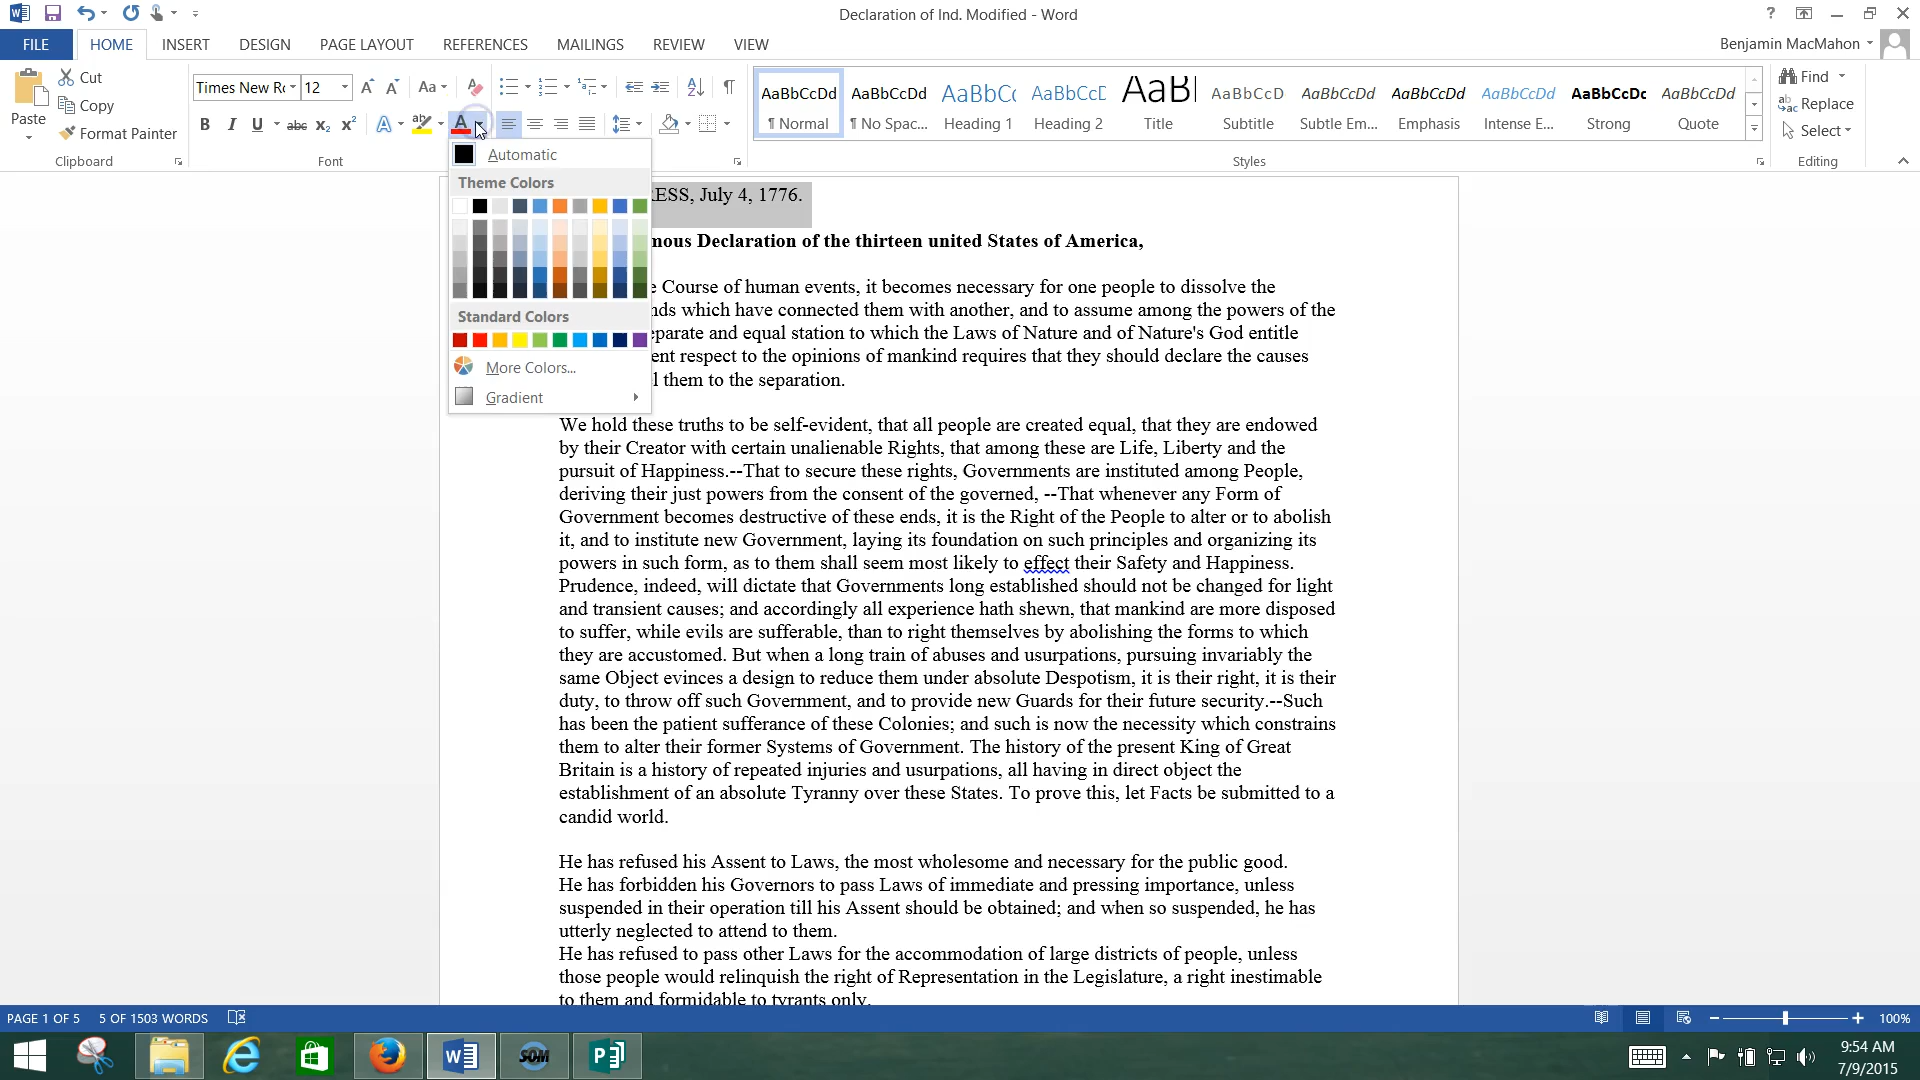 Declaration of Ind. Modified - Word
?
FILE HOME INSERT DESIGN PAGE LAYOUT REFERENCES MAILINGS REVIEW VIEW
Benjamin MacMahon
Paste
Cut
Copy
Format Painter
Clipboard
Times New Ro 12
Aa
B I U abc X₂ X²
A ab A
Font
AaBbCcDd AaBbCcDd AaBbCc AaBbCcD AaBb AaBbCcD AaBbCcDd AaBbCcDd AaBbCcDd AaBbCcDc AaBbCcDd
¶ Normal ¶ No Spac... Heading 1 Heading 2 Title Subtitle Subtle Em... Emphasis Intense E... Strong Quote
Styles
Find
Replace
Select
Editing
Automatic
Theme Colors
Standard Colors
More Colors...
Gradient
RESS, July 4, 1776.
mous Declaration of the thirteen united States of America,
e Course of human events, it becomes necessary for one people to dissolve the
nds which have connected them with another, and to assume among the powers of the
eparate and equal station to which the Laws of Nature and of Nature's God entitle
ent respect to the opinions of mankind requires that they should declare the causes
l them to the separation.
We hold these truths to be self-evident, that all people are created equal, that they are endowed
by their Creator with certain unalienable Rights, that among these are Life, Liberty and the
pursuit of Happiness.--That to secure these rights, Governments are instituted among People,
deriving their just powers from the consent of the governed, --That whenever any Form of
Government becomes destructive of these ends, it is the Right of the People to alter or to abolish
it, and to institute new Government, laying its foundation on such principles and organizing its
powers in such form, as to them shall seem most likely to effect their Safety and Happiness.
Prudence, indeed, will dictate that Governments long established should not be changed for light
and transient causes; and accordingly all experience hath shewn, that mankind are more disposed
to suffer, while evils are sufferable, than to right themselves by abolishing the forms to which
they are accustomed. But when a long train of abuses and usurpations, pursuing invariably the
same Object evinces a design to reduce them under absolute Despotism, it is their right, it is their
duty, to throw off such Government, and to provide new Guards for their future security.--Such
has been the patient sufferance of these Colonies; and such is now the necessity which constrains
them to alter their former Systems of Government. The history of the present King of Great
Britain is a history of repeated injuries and usurpations, all having in direct object the
establishment of an absolute Tyranny over these States. To prove this, let Facts be submitted to a
candid world.
He has refused his Assent to Laws, the most wholesome and necessary for the public good.
He has forbidden his Governors to pass Laws of immediate and pressing importance, unless
suspended in their operation till his Assent should be obtained; and when so suspended, he has
utterly neglected to attend to them.
He has refused to pass other Laws for the accommodation of large districts of people, unless
those people would relinquish the right of Representation in the Legislature, a right inestimable
to them and formidable to tyrants only.
PAGE 1 OF 5 5 OF 1503 WORDS
100%
SOM
9:54 AM
7/9/2015